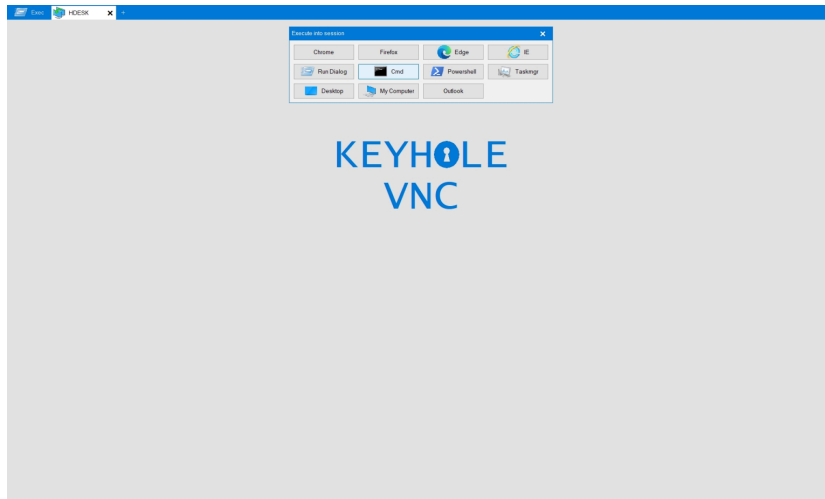 Exec HDESK +
Execute into session
Chrome Firefox Edge IE
Run Dialog Cmd Powershell Taskmgr
Desktop My Computer Outlook
KEYHOLE
VNC